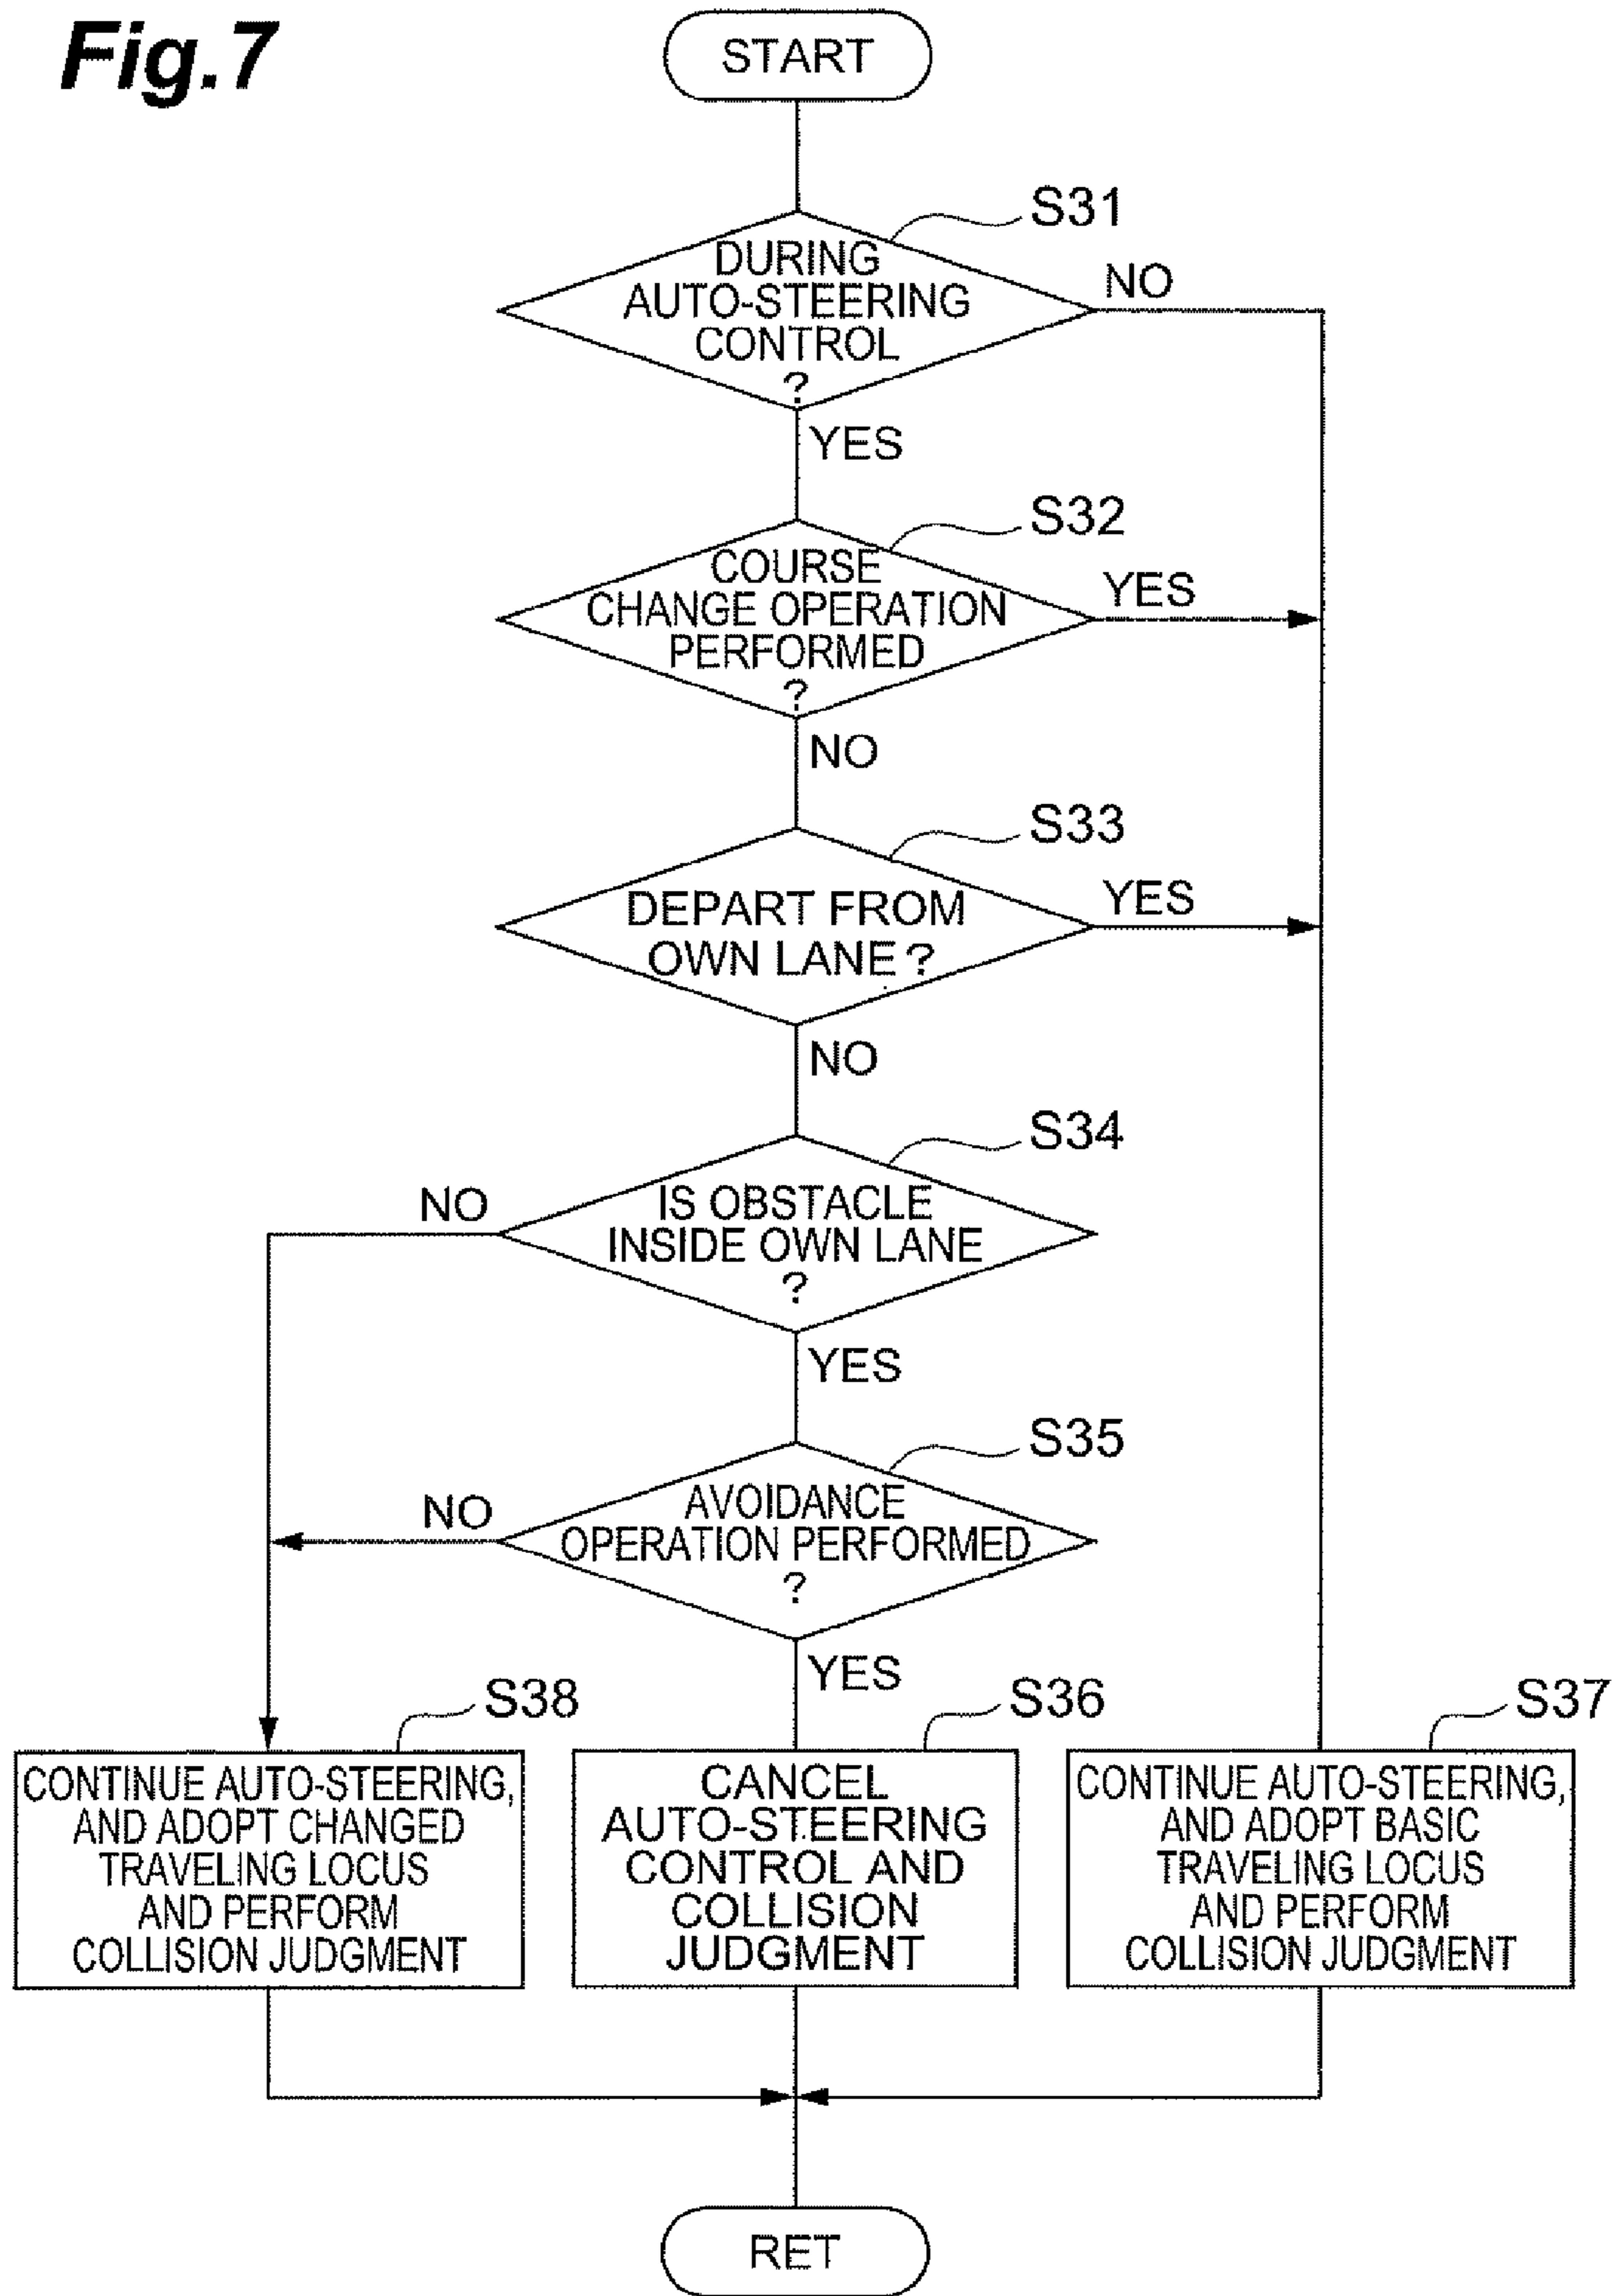 Fig.7
START
S31
DURING
AUTO-STEERING
CONTROL
?
NO
YES
S32
COURSE
CHANGE OPERATION
PERFORMED
?
YES
NO
S33
DEPART FROM
OWN LANE?
YES
NO
S34
IS OBSTACLE
INSIDE OWN LANE
?
NO
YES
S35
AVOIDANCE
OPERATION PERFORMED
?
NO
YES
S38
CONTINUE AUTO-STEERING,
AND ADOPT CHANGED
TRAVELING LOCUS
AND PERFORM
COLLISION JUDGMENT
S36
CANCEL
AUTO-STEERING
CONTROL AND
COLLISION
JUDGMENT
S37
CONTINUE AUTO-STEERING,
AND ADOPT BASIC
TRAVELING LOCUS
AND PERFORM
COLLISION JUDGMENT
RET